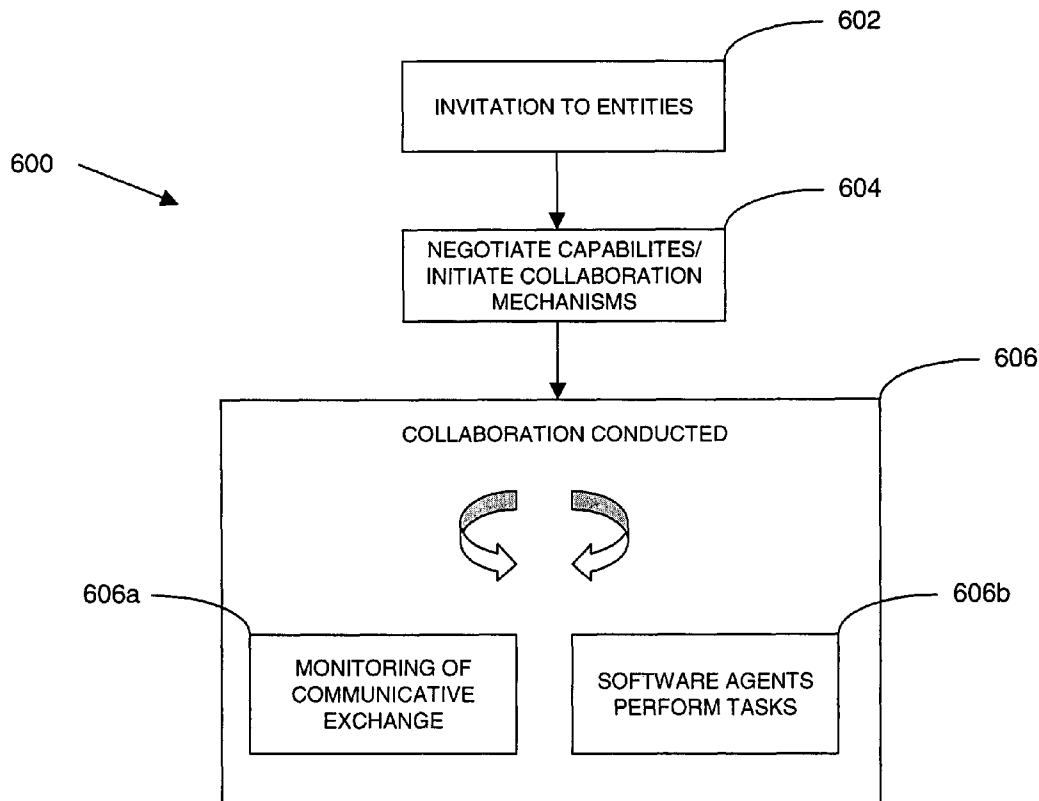 602
INVITATION TO ENTITIES
600
604
NEGOTIATE CAPABILITES/
INITIATE COLLABORATION
MECHANISMS
606
COLLABORATION CONDUCTED
606a
606b
MONITORING OF
COMMUNICATIVE
EXCHANGE
SOFTWARE AGENTS
PERFORM TASKS